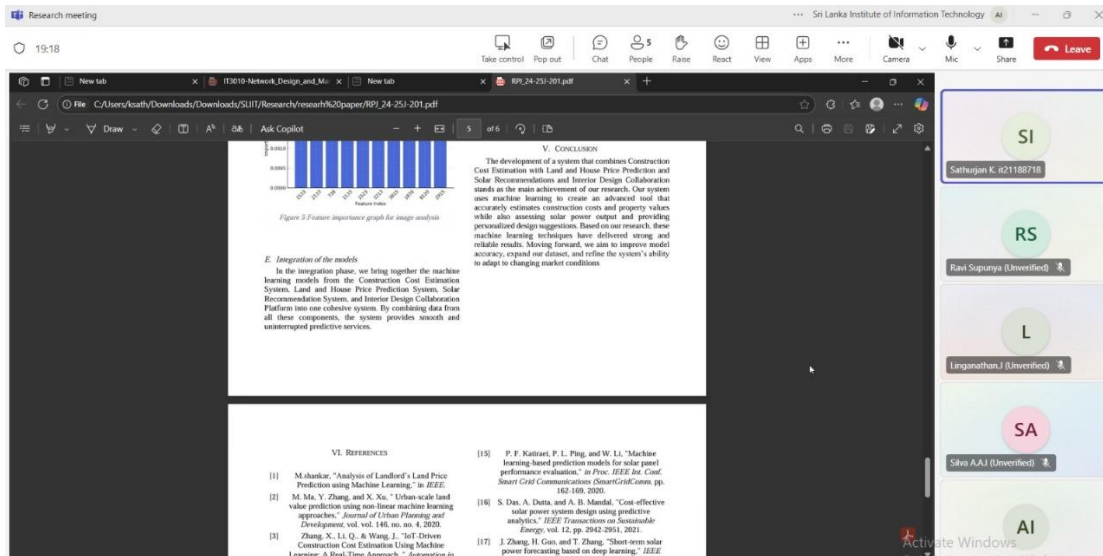 Research meeting
... Sri Lanka Institute of Information Technology AI
19:18
Take control Pop out Chat People 5 Raise React View Apps More Camera Mic Share Leave
New tab
IT3010-Network_Design_and_Ma
New tab
RPJ_24-25J-201.pdf
File C:/Users/ksath/Downloads/Downloads/SLIIT/Research/researh%20paper/RPJ_24-25J-201.pdf
Draw Ask Copilot 5 of 6
0.0010
0.0005
0.0000
Feature Index
Figure 5:Feature importance graph for image analysis
E. Integration of the models
In the integration phase, we bring together the machine
learning models from the Construction Cost Estimation
System, Land and House Price Prediction System, Solar
Recommendation System, and Interior Design Collaboration
Platform into one cohesive system. By combining data from
all these components, the system provides smooth and
uninterrupted predictive services.
V. CONCLUSION
The development of a system that combines Construction
Cost Estimation with Land and House Price Prediction and
Solar Recommendations and Interior Design Collaboration
stands as the main achievement of our research. Our system
uses machine learning to create an advanced tool that
accurately estimates construction costs and property values
while also assessing solar power output and providing
personalized design suggestions. Based on our research, these
machine learning techniques have delivered strong and
reliable results. Moving forward, we aim to improve model
accuracy, expand our dataset, and refine the system's ability
to adapt to changing market conditions
VI. REFERENCES
[1] M.shankar, "Analysis of Landlord's Land Price
Prediction using Machine Learning," in IEEE.
[2] M. Ma, Y. Zhang, and X. Xu, " Urban-scale land
value prediction using non-linear machine learning
approaches," Journal of Urban Planning and
Development, vol. vol. 146, no. no. 4, 2020.
[3] Zhang, X., Li, Q., & Wang, J., "IoT-Driven
Construction Cost Estimation Using Machine
Learning: A Real-Time Approach, " Automation in
[15] P. F. Katiraei, P. L. Ping, and W. Li, "Machine
learning-based prediction models for solar panel
performance evaluation," in Proc. IEEE Int. Conf.
Smart Grid Communications (SmartGridComm, pp.
162-169, 2020.
[16] S. Das, A. Dutta, and A. B. Mandal, "Cost-effective
solar power system design using predictive
analytics," IEEE Transactions on Sustainable
Energy, vol. 12, pp. 2942-2951, 2021.
[17] J. Zhang, H. Guo, and T. Zhang, "Short-term solar
power forecasting based on deep learning," IEEE
SI
Sathurjan K. it21188718
RS
Ravi Supunya (Unverified)
L
Linganathan.J (Unverified)
SA
Silva A.A.I (Unverified)
AI
Activate Windows